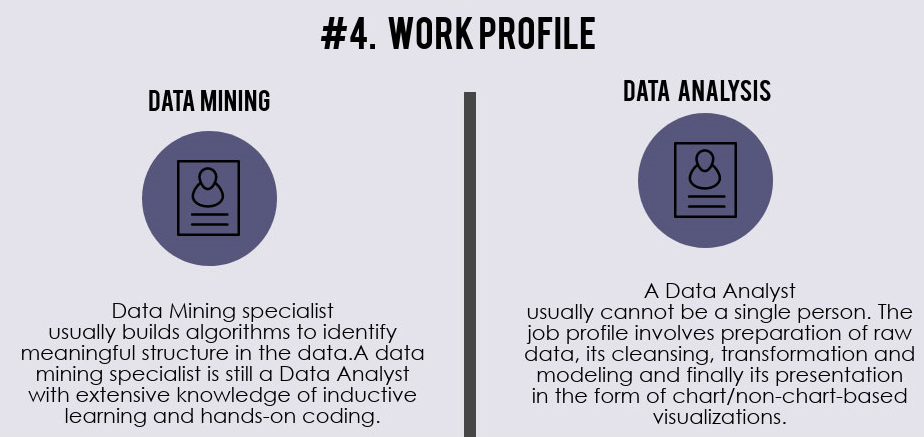 #4. WORK PROFILE
DATA MINING
Data Mining specialist
usually builds algorithms to identify
meaningful structure in the data.A data
mining specialist is still a Data Analyst
with extensive knowledge of inductive
learning and hands-on coding.
DATA ANALYSIS
A Data Analyst
usually cannot be a single person. The
job profile involves preparation of raw
data, its cleansing, transformation and
modeling and finally its presentation
in the form of chart/non-chart-based
visualizations.